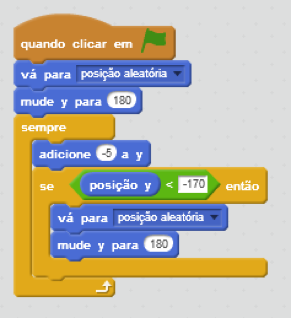 quando clicar em
vá para posição aleatória
mude y para 180
sempre
adicione -5 a y
se posição y < -170 então
vá para posição aleatória
mude y para 180